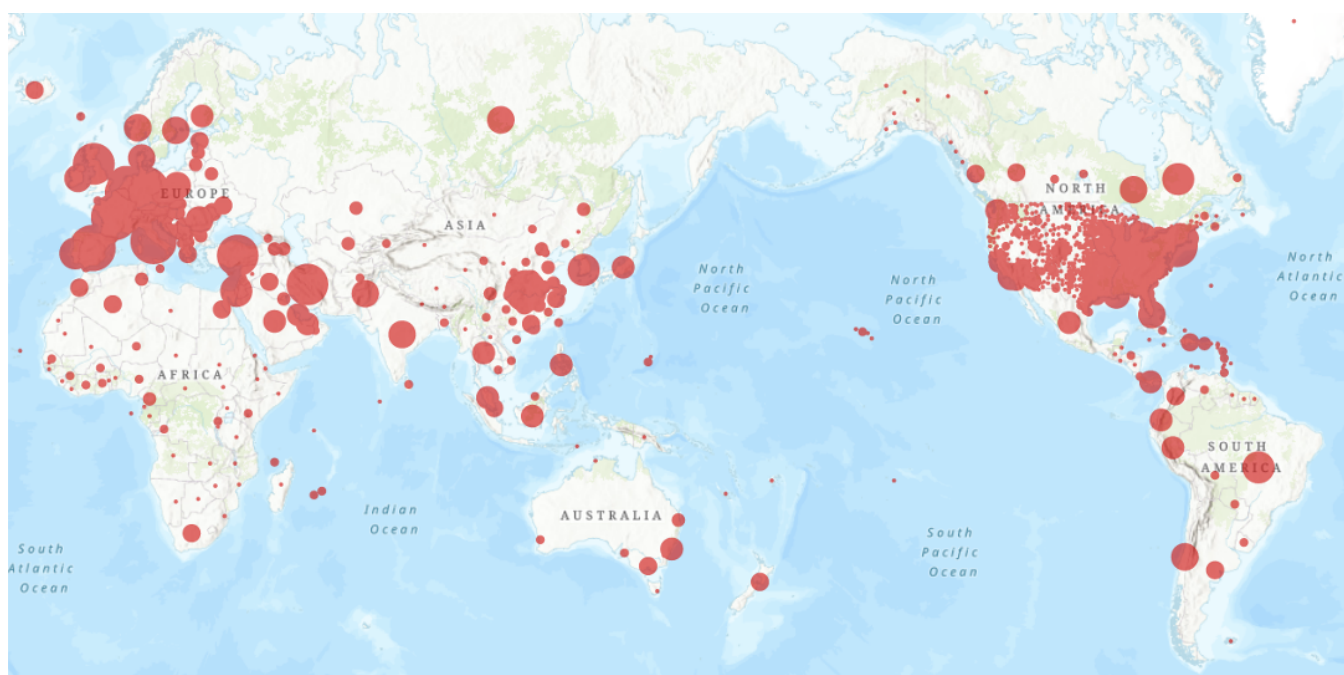 EUROPE
ASIA
NORTH
AMERICA
North
Pacific
Ocean
North
Pacific
Ocean
North
Atlantic
Ocean
AFRICA
SOUTH
AMERICA
Indian
Ocean
AUSTRALIA
South
Pacific
Ocean
South
Atlantic
Ocean